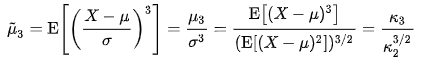 μ̃₃ = E[((X − μ)/σ)³] = μ₃/σ³ = E[(X − μ)³]/(E[(X − μ)²])^{3/2} = κ₃/κ₂^{3/2}